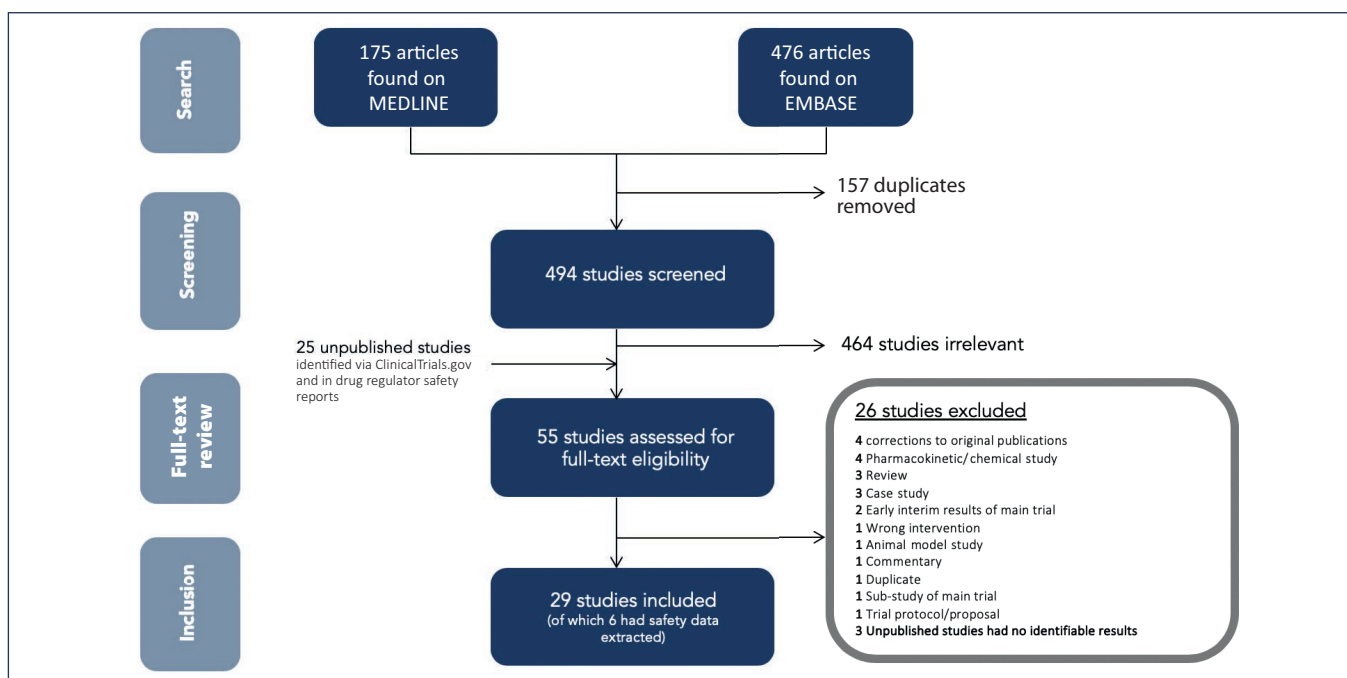 Search
175 articles
found on
MEDLINE
476 articles
found on
EMBASE
157 duplicates
removed
Screening
494 studies screened
25 unpublished studies
identified via ClinicalTrials.gov
and in drug regulator safety
reports
464 studies irrelevant
Full-text
review
55 studies assessed for
full-text eligibility
26 studies excluded
4 corrections to original publications
4 Pharmacokinetic/ chemical study
3 Review
3 Case study
2 Early interim results of main trial
1 Wrong intervention
1 Animal model study
1 Commentary
1 Duplicate
1 Sub-study of main trial
1 Trial protocol/proposal
3 Unpublished studies had no identifiable results
Inclusion
29 studies included
(of which 6 had safety data
extracted)